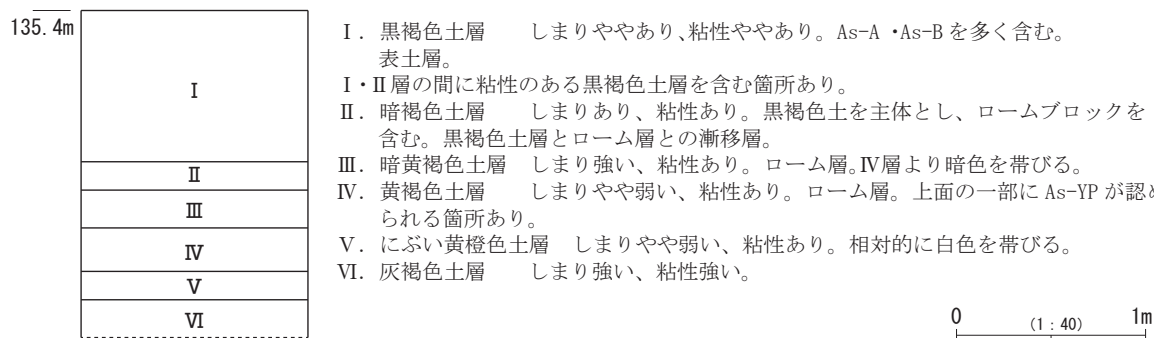 135.4m
Ⅰ
Ⅱ
Ⅲ
Ⅳ
Ⅴ
Ⅵ
Ⅰ. 黒褐色土層　　しまりややあり、粘性ややあり。As-A ・As-B を多く含む。
表土層。
Ⅰ・Ⅱ層の間に粘性のある黒褐色土層を含む箇所あり。
Ⅱ. 暗褐色土層　　しまりあり、粘性あり。黒褐色土を主体とし、ロームブロックを
含む。黒褐色土層とローム層との漸移層。
Ⅲ. 暗黄褐色土層　しまり強い、粘性あり。ローム層。Ⅳ層より暗色を帯びる。
Ⅳ. 黄褐色土層　　しまりやや弱い、粘性あり。ローム層。上面の一部に As-YP が認め
られる箇所あり。
Ⅴ. にぶい黄橙色土層　しまりやや弱い、粘性あり。相対的に白色を帯びる。
Ⅵ. 灰褐色土層　　しまり強い、粘性強い。
0 (1：40) 1m